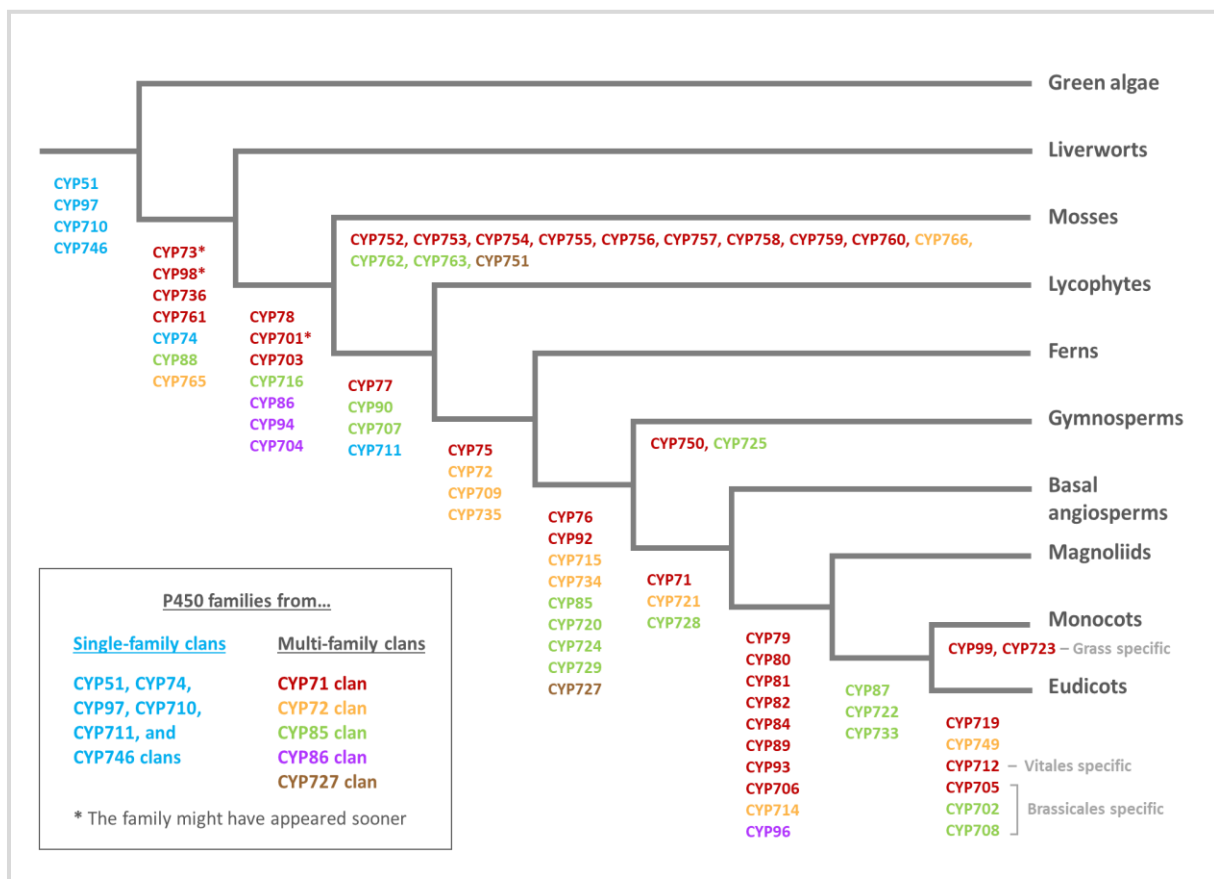 Green algae
Liverworts
CYP51
CYP97
CYP710
CYP746
Mosses
CYP752, CYP753, CYP754, CYP755, CYP756, CYP757, CYP758, CYP759, CYP760, CYP766,
CYP762, CYP763, CYP751
CYP73*
CYP98*
CYP736
CYP761
CYP74
CYP88
CYP765
Lycophytes
CYP78
CYP701*
CYP703
CYP716
CYP86
CYP94
CYP704
Ferns
CYP77
CYP90
CYP707
CYP711
Gymnosperms
CYP750, CYP725
CYP75
CYP72
CYP709
CYP735
Basal
angiosperms
CYP76
CYP92
CYP715
CYP734
CYP85
CYP720
CYP724
CYP729
CYP727
Magnoliids
CYP71
CYP721
CYP728
Monocots
CYP99, CYP723 – Grass specific
Eudicots
CYP79
CYP80
CYP81
CYP82
CYP84
CYP89
CYP93
CYP706
CYP714
CYP96
CYP87
CYP722
CYP733
CYP719
CYP749
CYP712 – Vitales specific
CYP705
CYP702 Brassicales specific
CYP708
P450 families from…
Single-family clans
CYP51, CYP74,
CYP97, CYP710,
CYP711, and
CYP746 clans
Multi-family clans
CYP71 clan
CYP72 clan
CYP85 clan
CYP86 clan
CYP727 clan
* The family might have appeared sooner